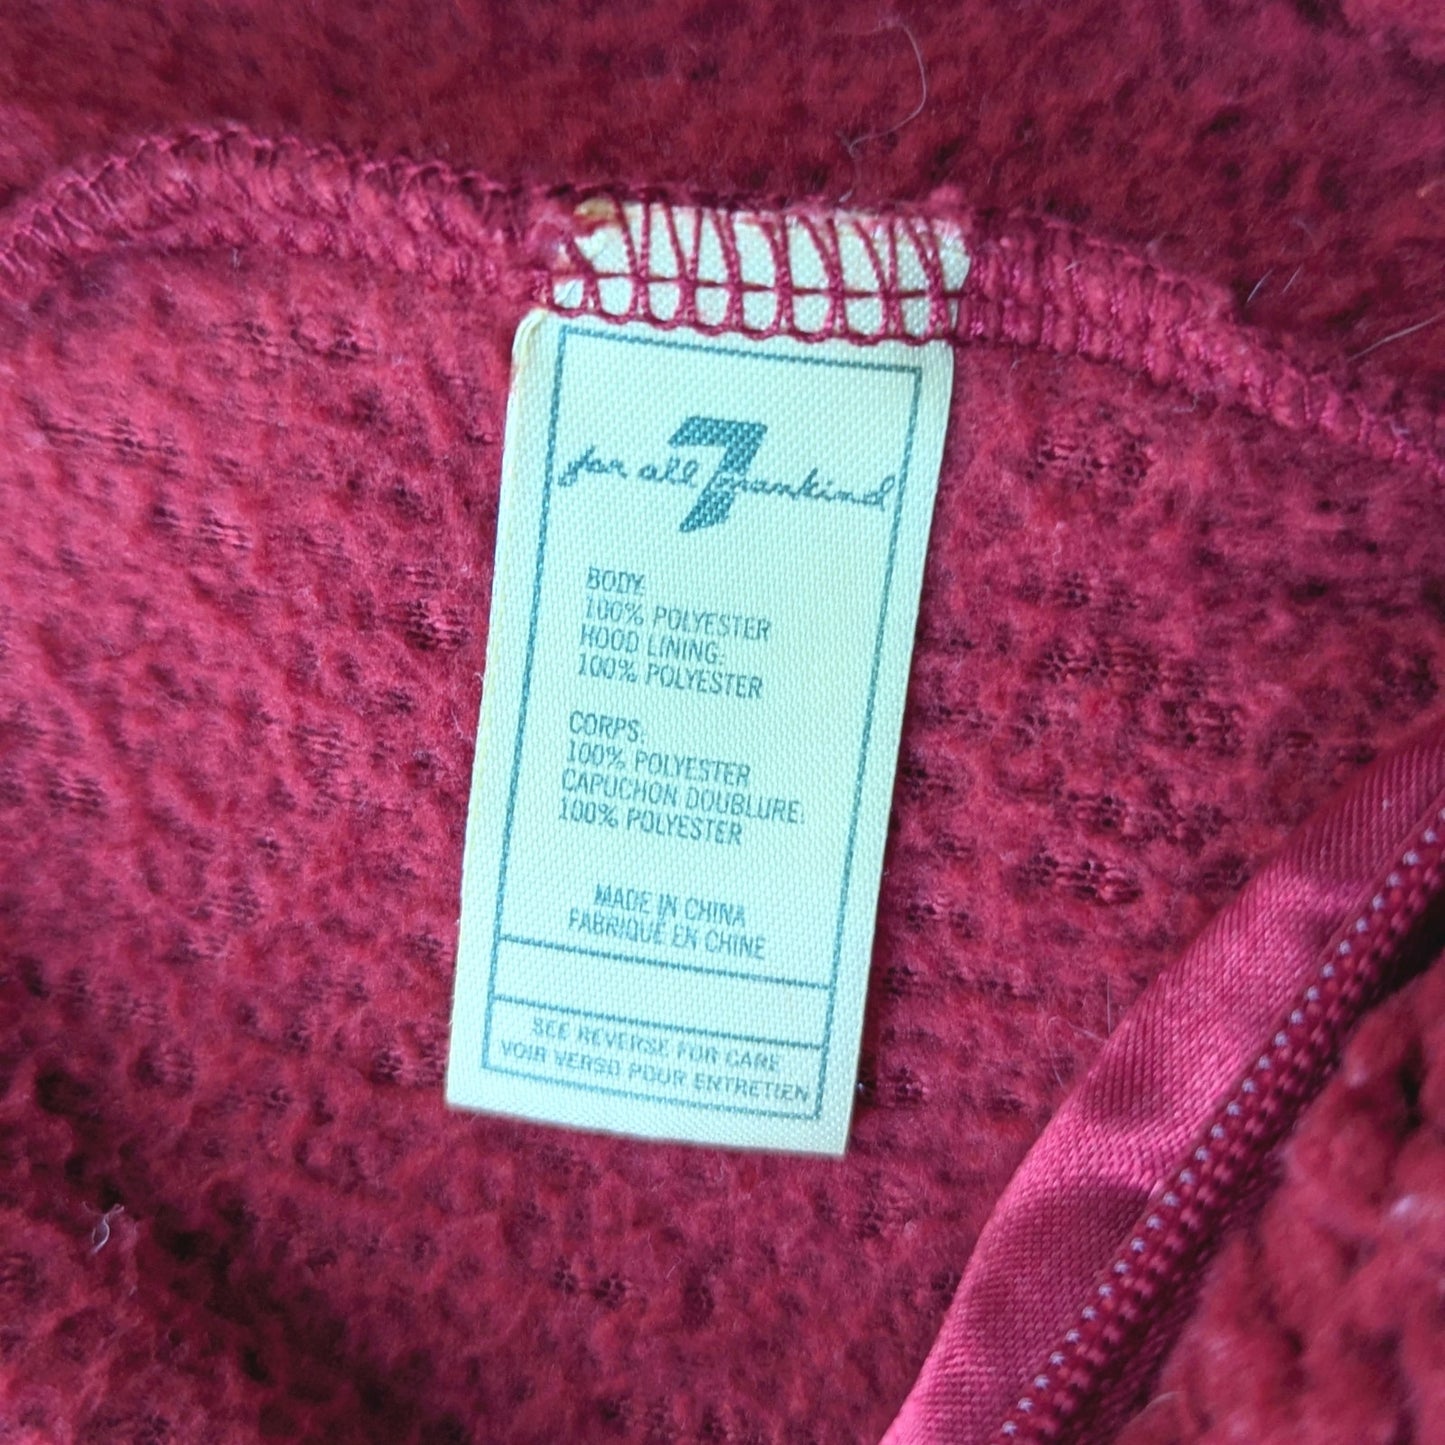 for all 7 mankind
BODY:
100% POLYESTER
HOOD LINING:
100% POLYESTER
CORPS:
100% POLYESTER
CAPUCHON DOUBLURE:
100% POLYESTER
MADE IN CHINA
FABRIQUE EN CHINE
SEE REVERSE FOR CARE
VOIR VERSO POUR ENTRETIEN